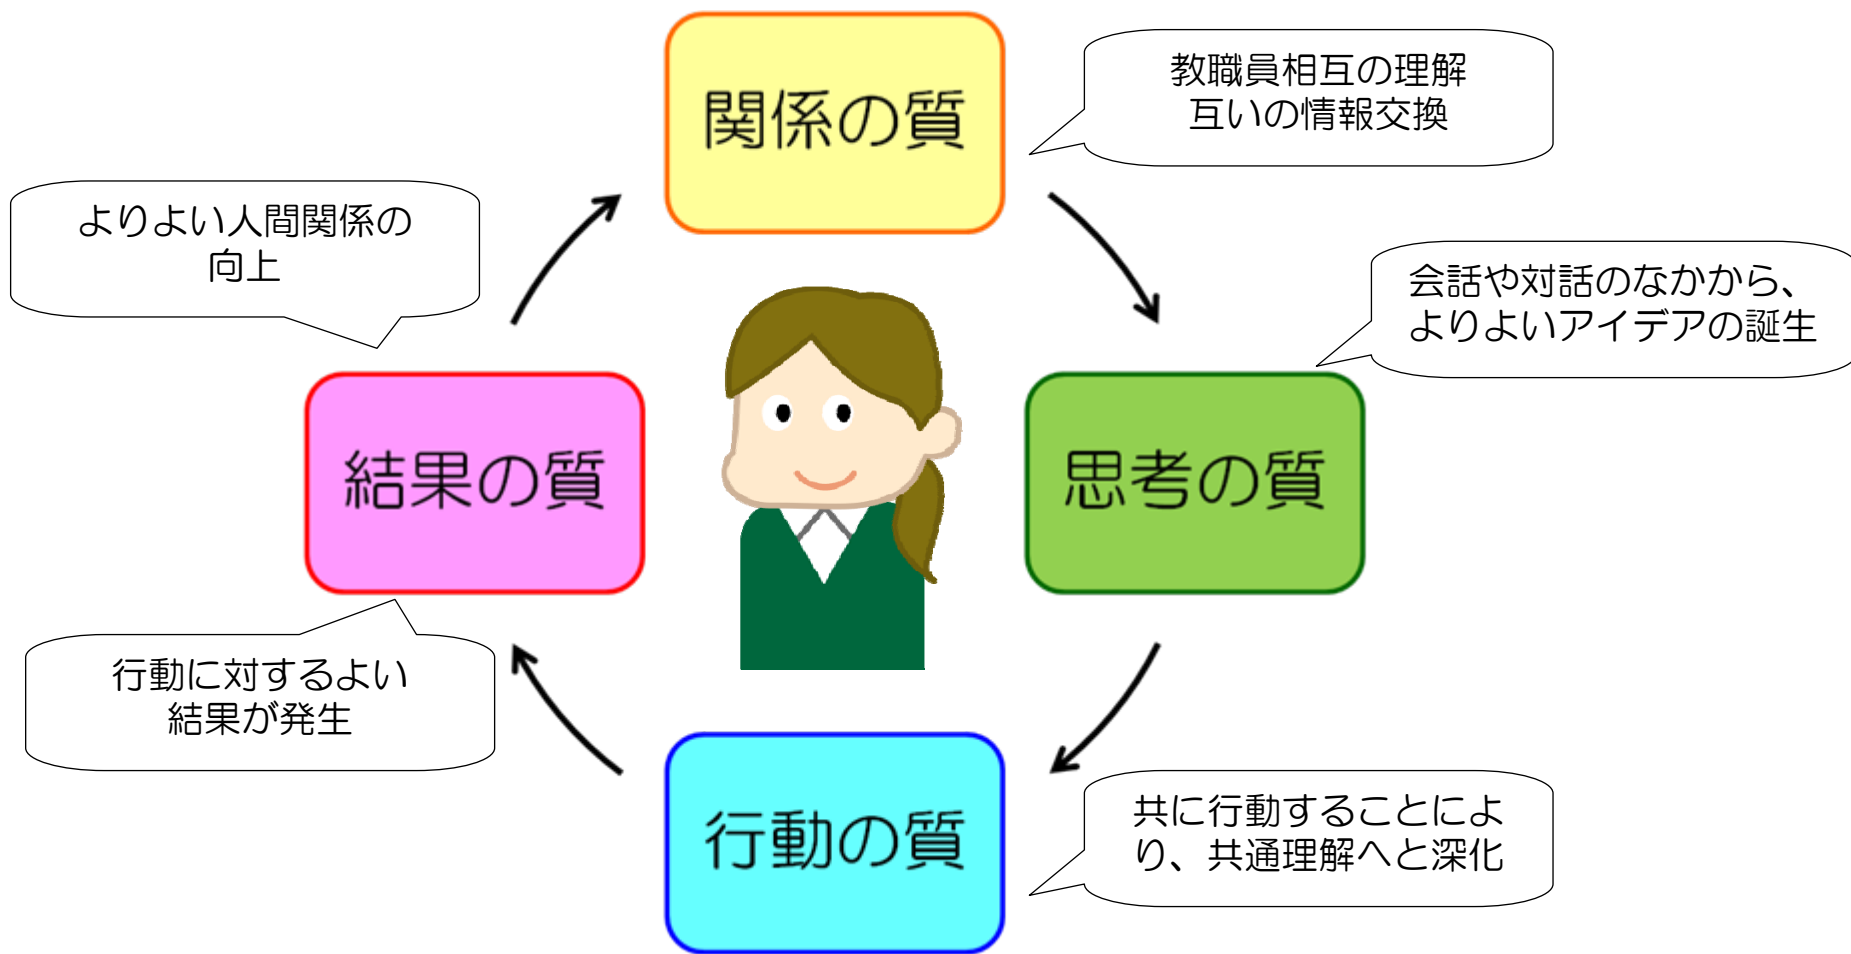 関係の質
教職員相互の理解
互いの情報交換
よりよい人間関係の
向上
会話や対話のなかから、
よりよいアイデアの誕生
結果の質
思考の質
行動に対するよい
結果が発生
行動の質
共に行動することによ
り、共通理解へと深化